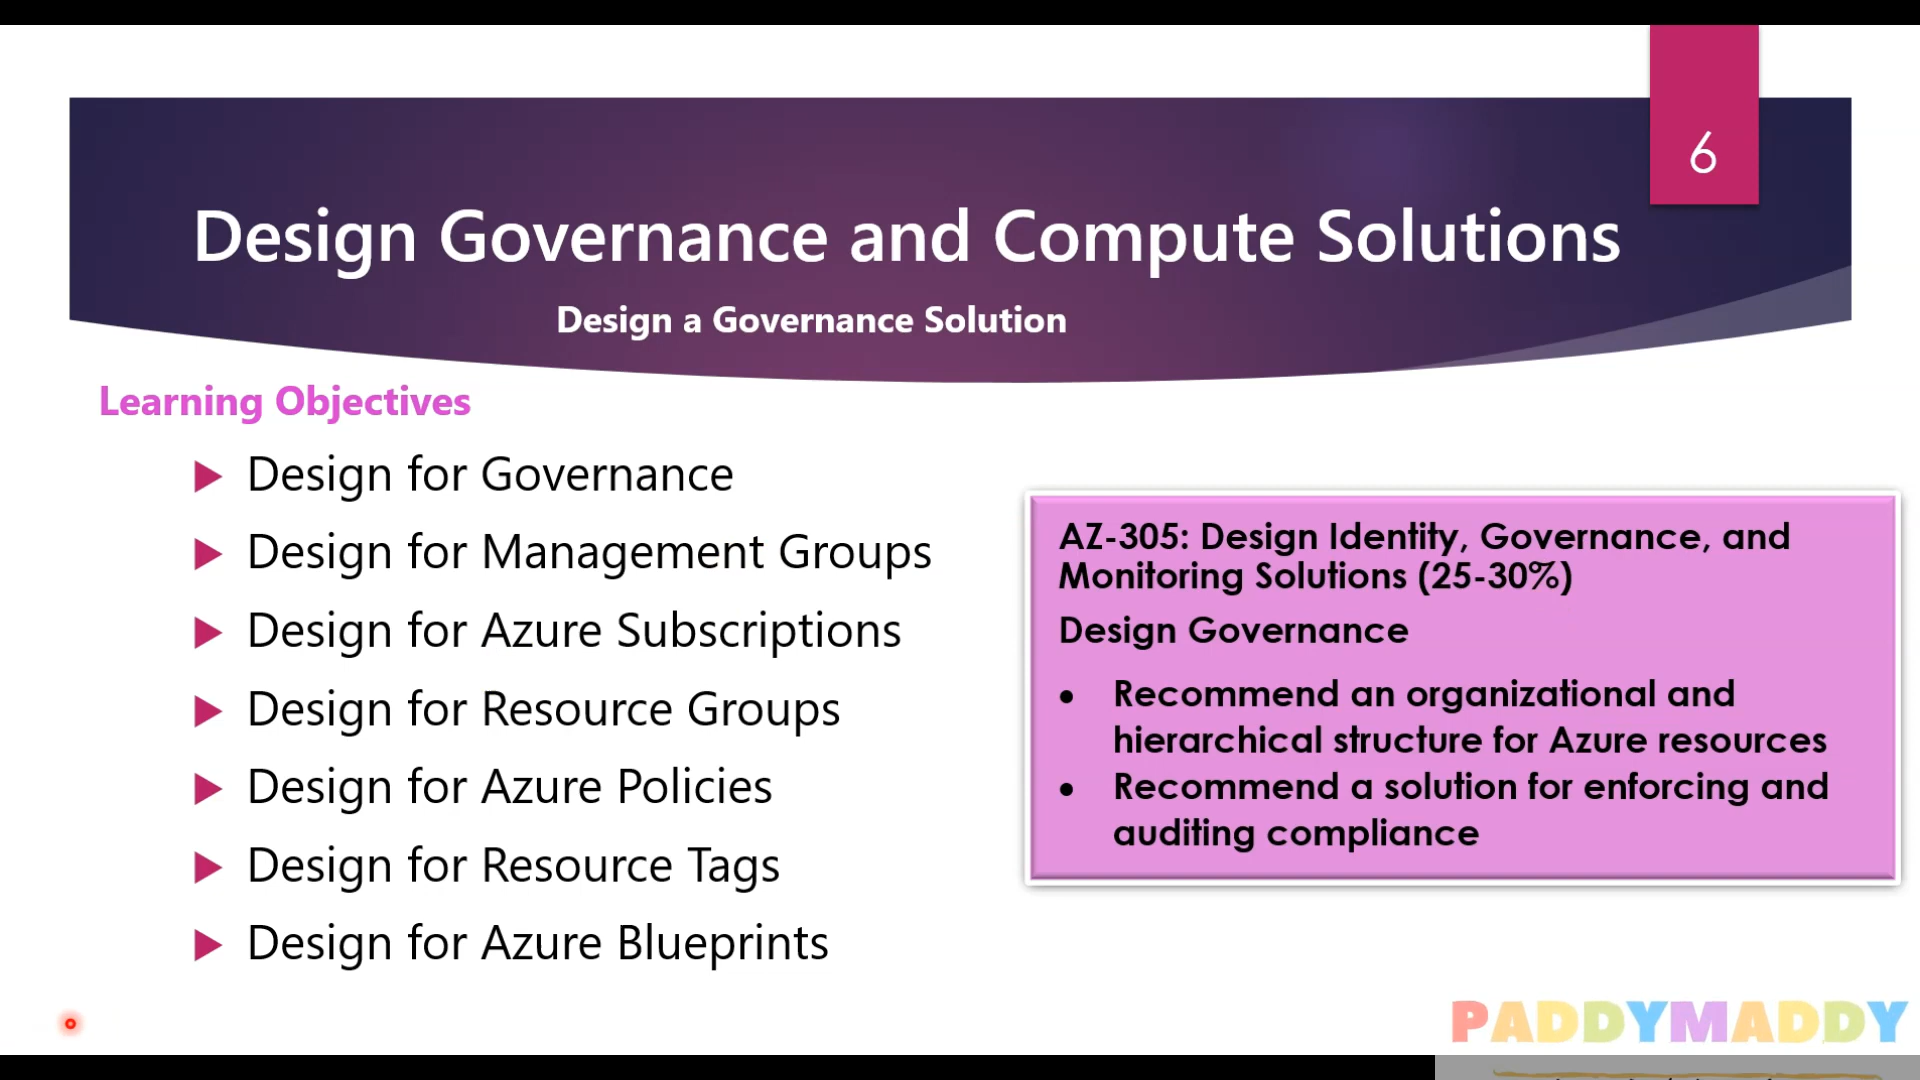 6
Design Governance and Compute Solutions
Design a Governance Solution
Learning Objectives
Design for Governance
Design for Management Groups
Design for Azure Subscriptions
Design for Resource Groups
Design for Azure Policies
Design for Resource Tags
Design for Azure Blueprints
AZ-305: Design Identity, Governance, and
Monitoring Solutions (25-30%)
Design Governance
• Recommend an organizational and
hierarchical structure for Azure resources
• Recommend a solution for enforcing and
auditing compliance
PADDYMADDY